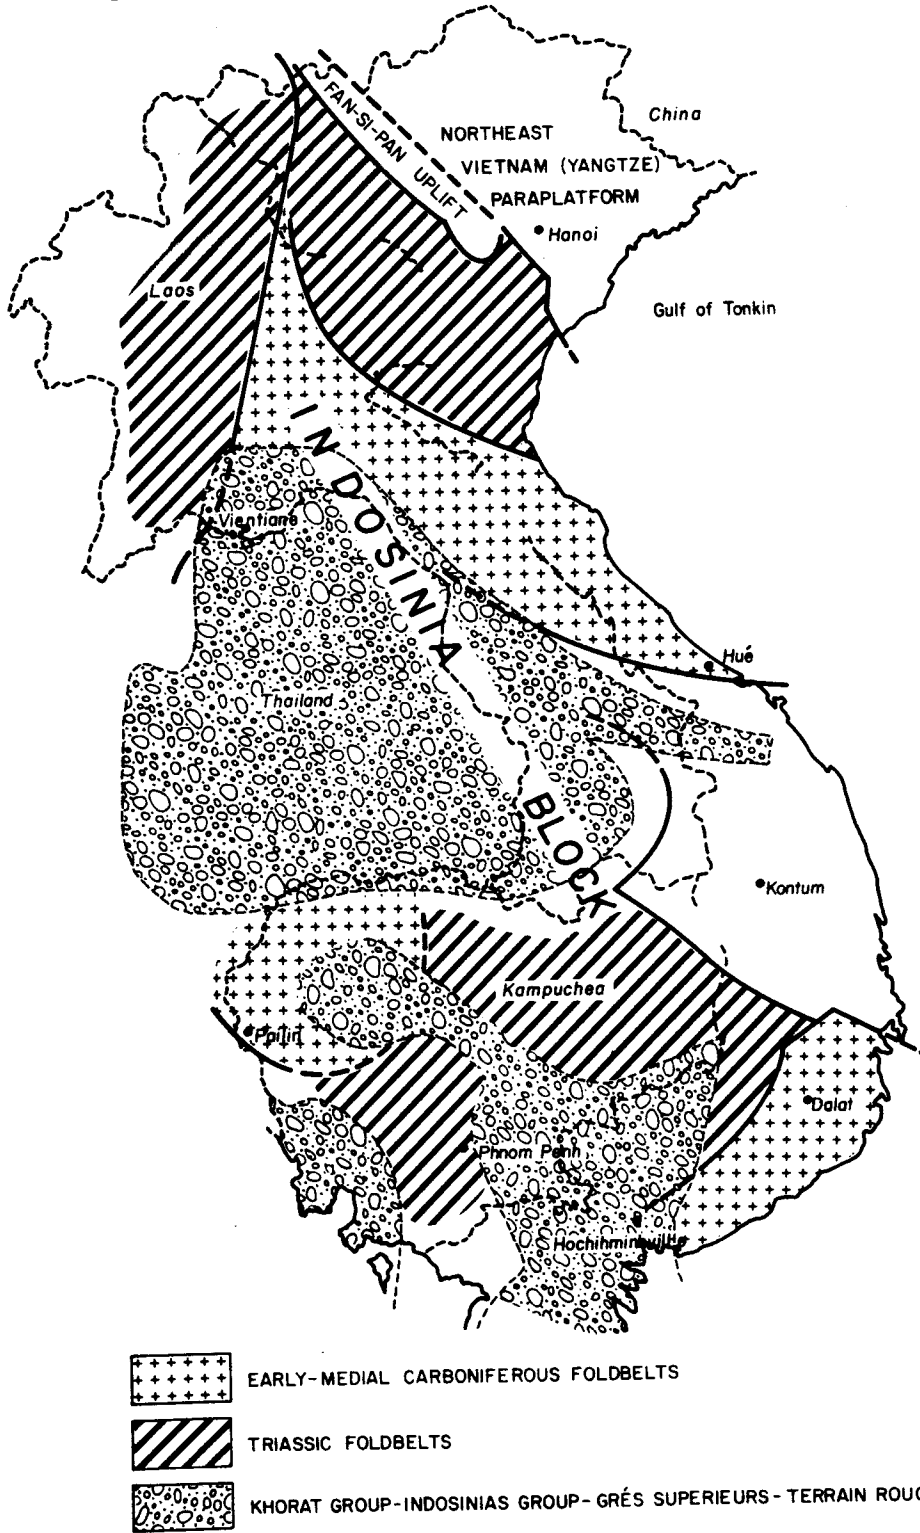 China
FAN-SI-PAN UPLIFT
NORTHEAST
VIETNAM (YANGTZE)
PARAPLATFORM
Hanoi
Laos
Gulf of Tonkin
INDOSINIA BLOCK
Vientiane
Hué
Thailand
Kontum
Kampuchea
Pailin
Dalat
Phnom Penh
EARLY-MEDIAL CARBONIFEROUS FOLDBELTS
TRIASSIC FOLDBELTS
KHORAT GROUP-INDOSINIAS GROUP-GRÉS SUPERIEURS-TERRAIN ROUG